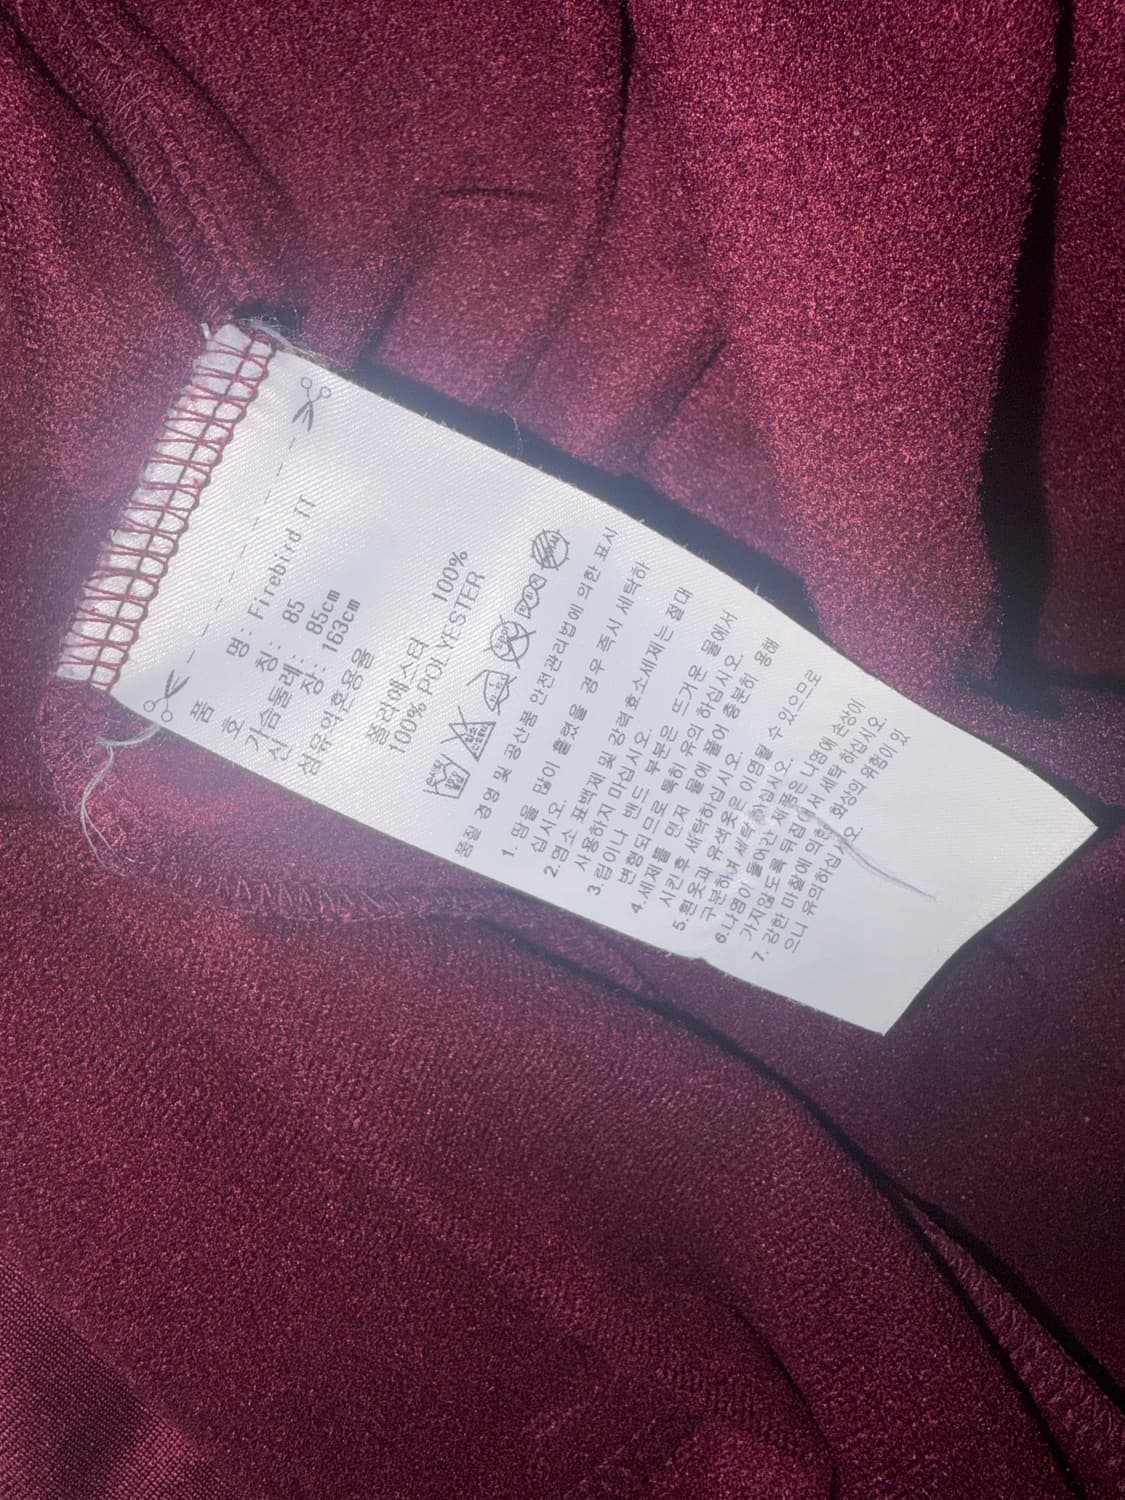 품 명: Firebird TT
호 칭: 85
가슴둘레: 85cm
신 장: 163cm
섬유의혼용율
폴리에스터 100%
100% POLYESTER
품질 경영 및 공산품 안전관리법에 의한 표시
1. 땀을 많이 흘렸을 경우 즉시 세탁하
십시오.
2.염소 표백제 및 강력 효소세제는 절대
사용하지 마십시오.
3.립이나 밴드 부분은 뜨거운 물에서
변형되므로 특히 유의 하십시오.
4.세제를 먼저 물에 풀어 충분히 용해
시킨후 세탁하십시오.
5.흰옷과 유색옷은 이염될 수 있으므로
구분하여 세탁하십시오.
6.나염이 들어간 제품은 나염에 손상이
가지않도록 뒤집어서 세탁 하십시오.
7. 강한 마찰에 의한 화상의 위험이 있
으니 유의하십시오.